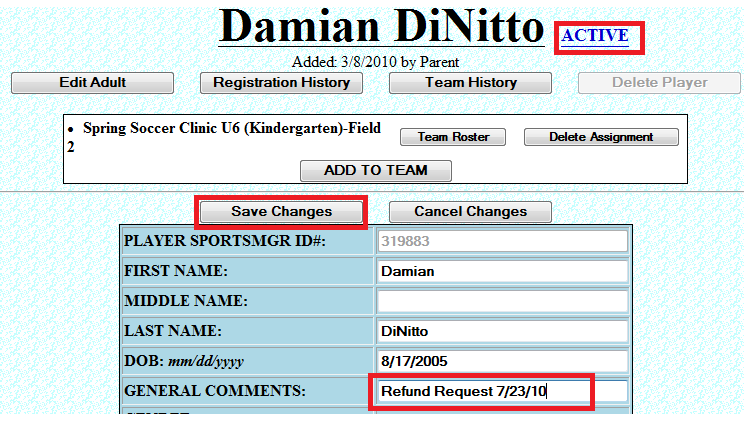 Damian DiNitto ACTIVE
Added: 3/8/2010 by Parent
Edit Adult Registration History Team History Delete Player
• Spring Soccer Clinic U6 (Kindergarten)-Field
2
Team Roster Delete Assignment
ADD TO TEAM
Save Changes Cancel Changes
PLAYER SPORTSMGR ID#: 319883
FIRST NAME: Damian
MIDDLE NAME:
LAST NAME: DiNitto
DOB: mm/dd/yyyy 8/17/2005
GENERAL COMMENTS: Refund Request 7/23/10